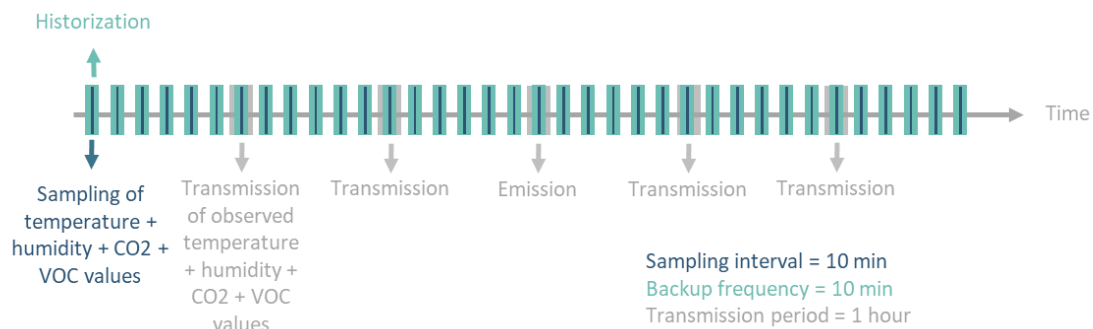 Historization
Time
Sampling of
temperature +
humidity + CO2 +
VOC values
Transmission
of observed
temperature
+ humidity +
CO2 + VOC
values
Transmission
Emission
Transmission
Transmission
Sampling interval = 10 min
Backup frequency = 10 min
Transmission period = 1 hour